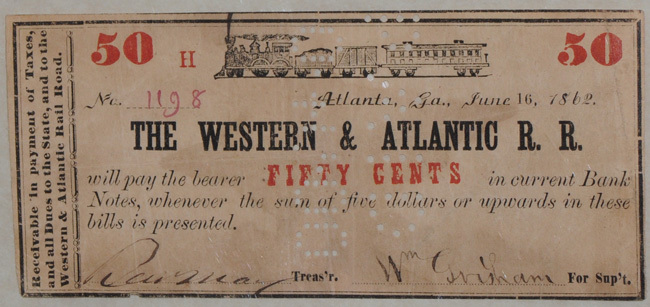 Receivable in payment of Taxes,
and all Dues to the State, and to the
Western & Atlantic Rail Road.
50 H 50
No. 1198 Atlanta, Ga., June 16, 1862.
THE WESTERN & ATLANTIC R. R.
will pay the bearer FIFTY CENTS in current Bank
Notes, whenever the sum of five dollars or upwards in these
bills is presented.
Treas'r. Wm For Sup't.